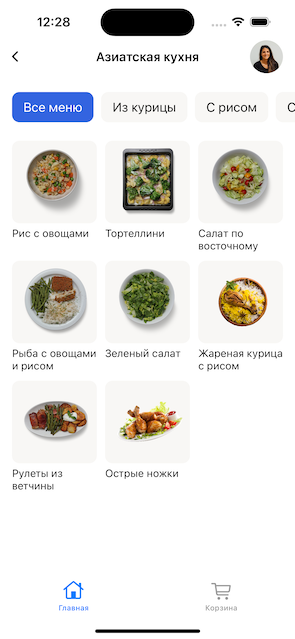 12:28
Азиатская кухня
Все меню
Из курицы
С рисом
С
Рис с овощами
Тортеллини
Салат по
восточному
Рыба с овощами
и рисом
Зеленый салат
Жареная курица
с рисом
Рулеты из
ветчины
Острые ножки
Главная
Корзина